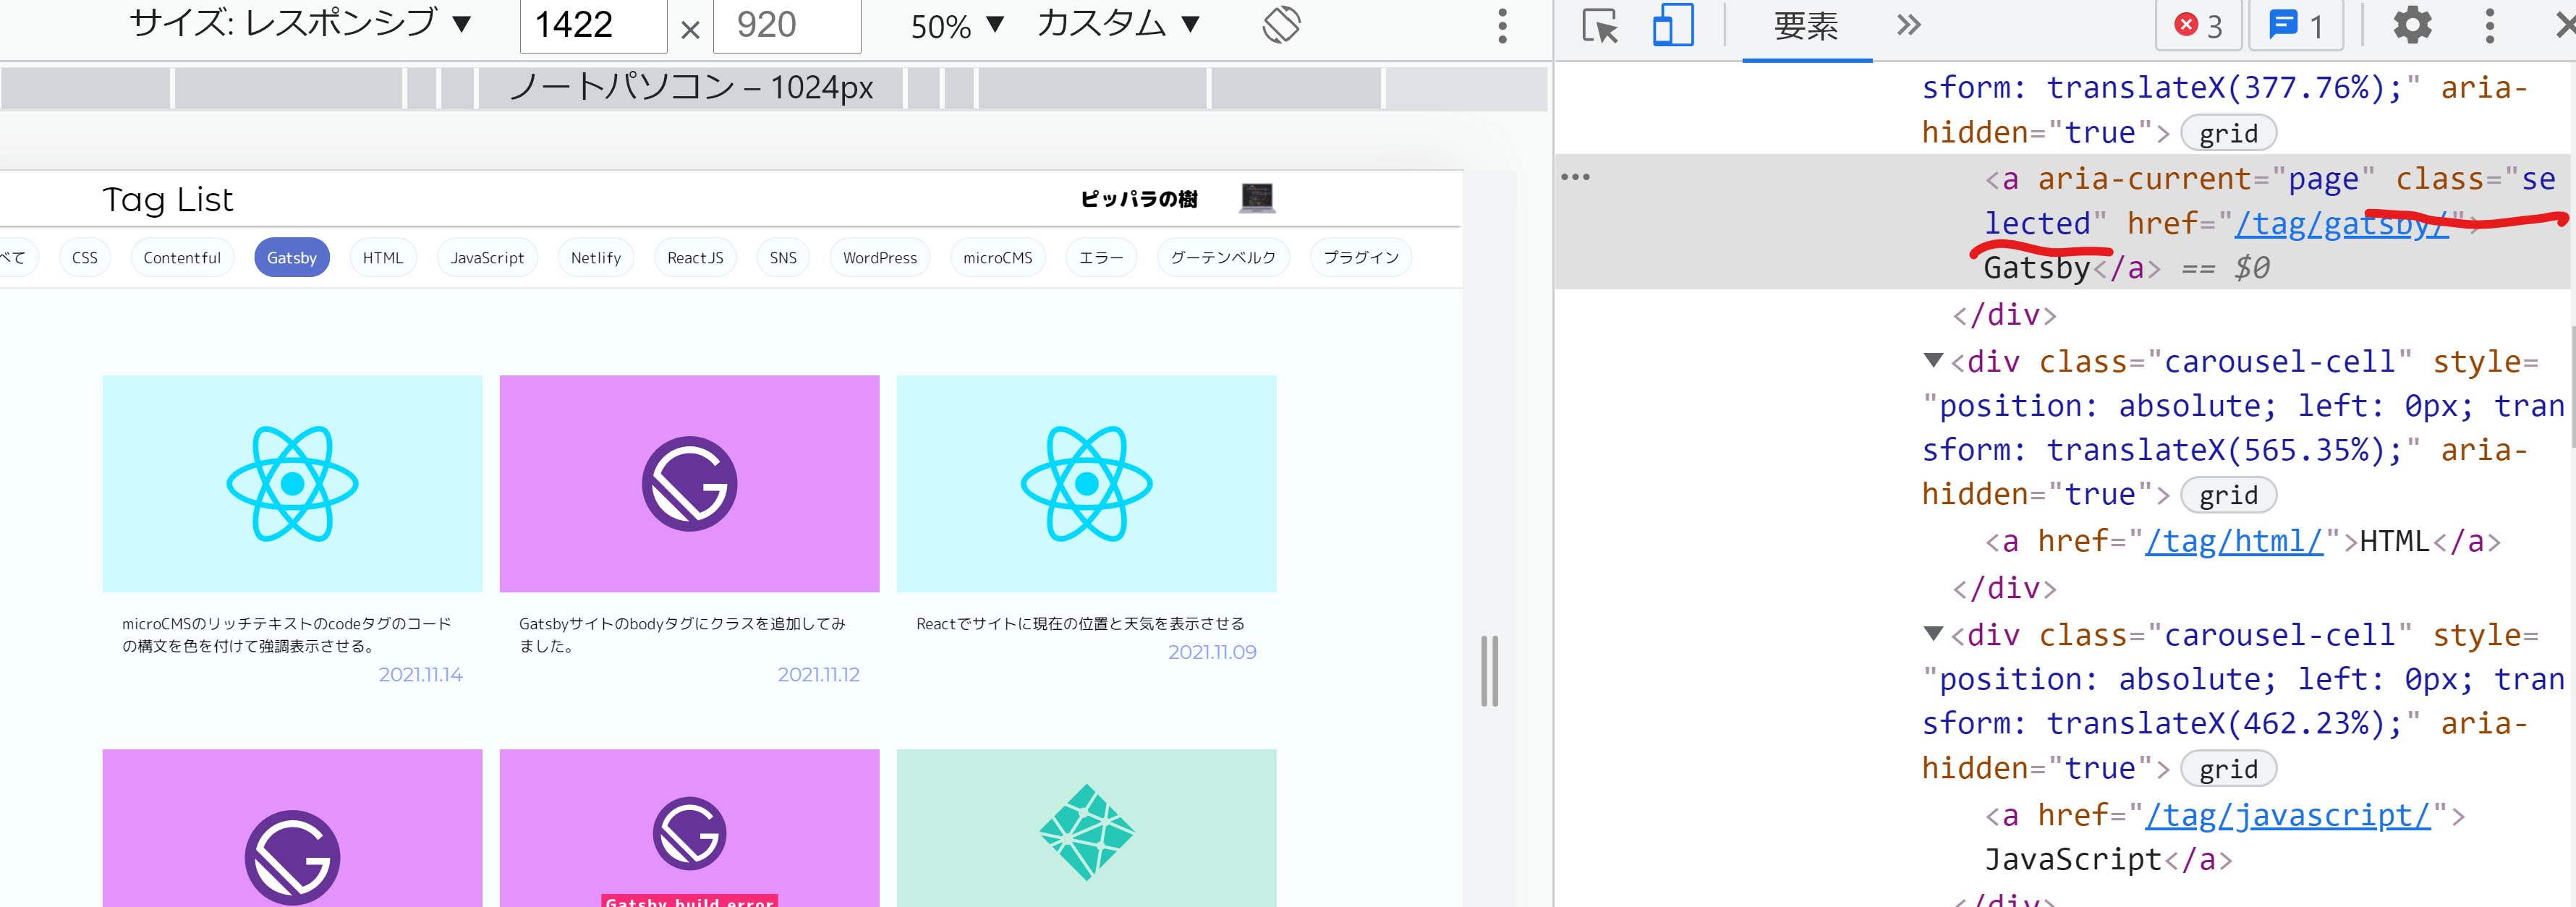 サイズ: レスポンシブ ▼ 1422 × 920 50% ▼ カスタム ▼
ノートパソコン – 1024px
Tag List
ピッパラの樹
べて CSS Contentful Gatsby HTML JavaScript Netlify ReactJS SNS WordPress microCMS エラー グーテンベルク プラグイン
microCMSのリッチテキストのcodeタグのコード
の構文を色を付けて強調表示させる。
2021.11.14
Gatsbyサイトのbodyタグにクラスを追加してみ
ました。
2021.11.12
Reactでサイトに現在の位置と天気を表示させる
2021.11.09
Gatsby build error
要素 » 3 1
sform: translateX(377.76%);" aria-
hidden="true"> grid
<a aria-current="page" class="se
lected" href="/tag/gatsby/">
Gatsby</a> == $0
</div>
▼<div class="carousel-cell" style=
"position: absolute; left: 0px; tran
sform: translateX(565.35%);" aria-
hidden="true"> grid
<a href="/tag/html/">HTML</a>
</div>
▼<div class="carousel-cell" style=
"position: absolute; left: 0px; tran
sform: translateX(462.23%);" aria-
hidden="true"> grid
<a href="/tag/javascript/">
JavaScript</a>
</div>